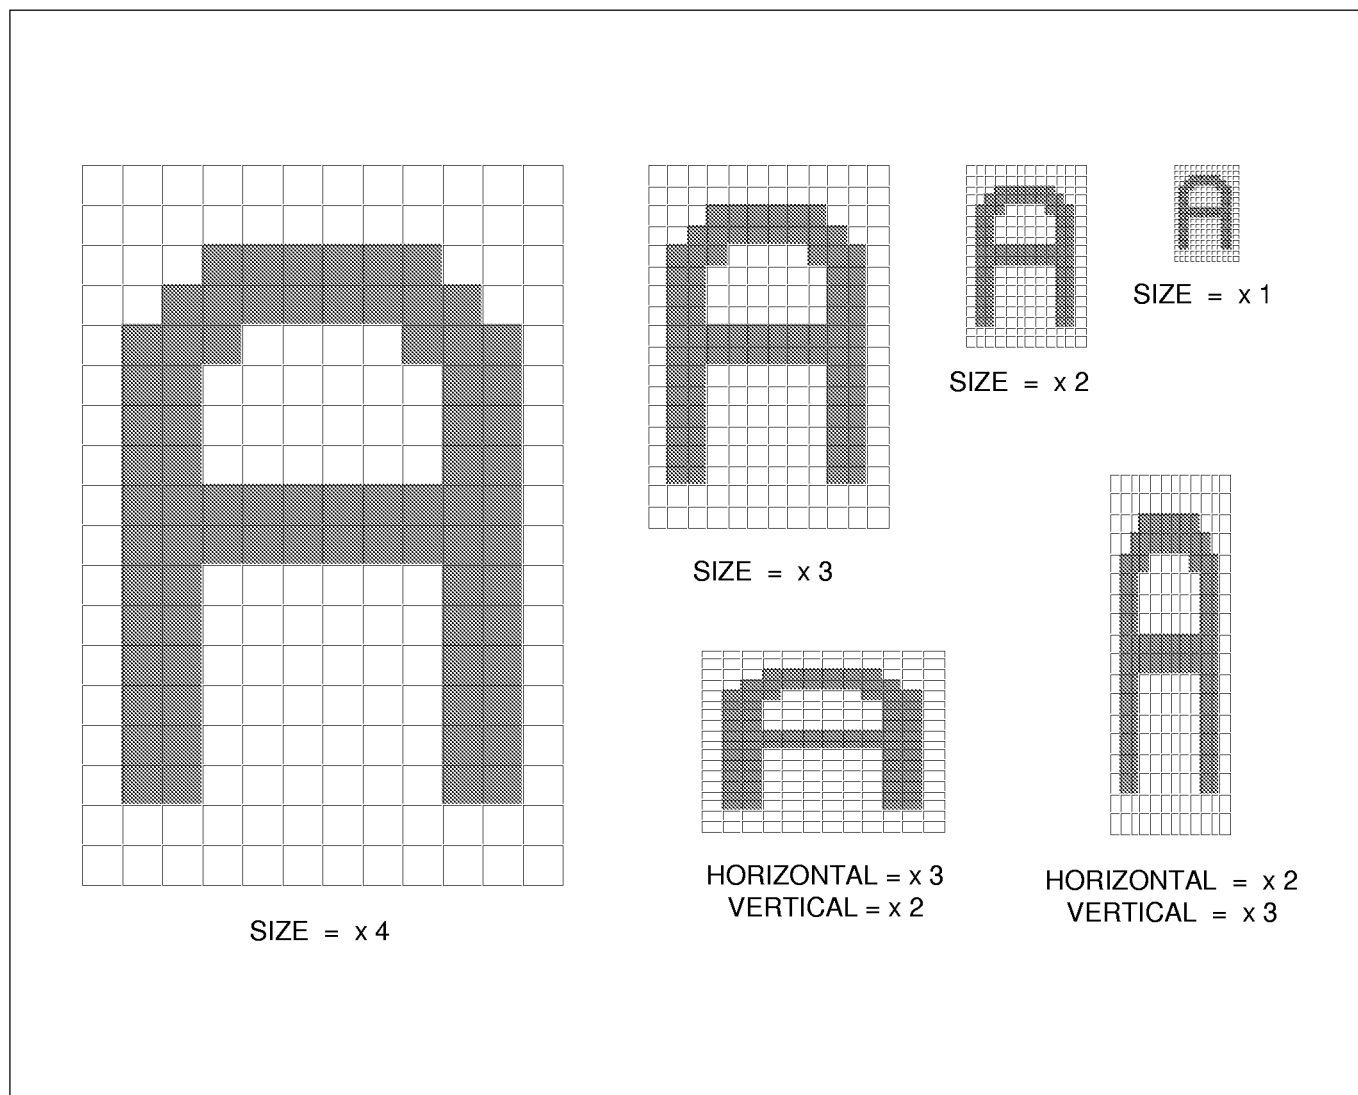 SIZE = x 4
SIZE = x 3
SIZE = x 2
SIZE = x 1
HORIZONTAL = x 3
VERTICAL = x 2
HORIZONTAL = x 2
VERTICAL = x 3